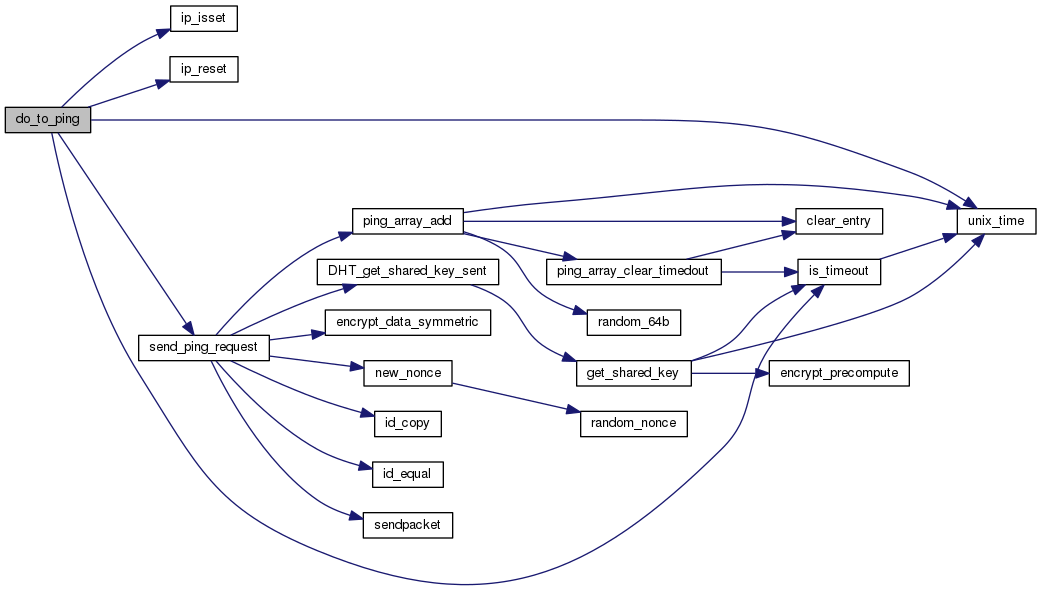 ip_isset
ip_reset
do_to_ping
ping_array_add
clear_entry
unix_time
DHT_get_shared_key_sent
ping_array_clear_timedout
is_timeout
encrypt_data_symmetric
random_64b
send_ping_request
new_nonce
get_shared_key
encrypt_precompute
id_copy
random_nonce
id_equal
sendpacket